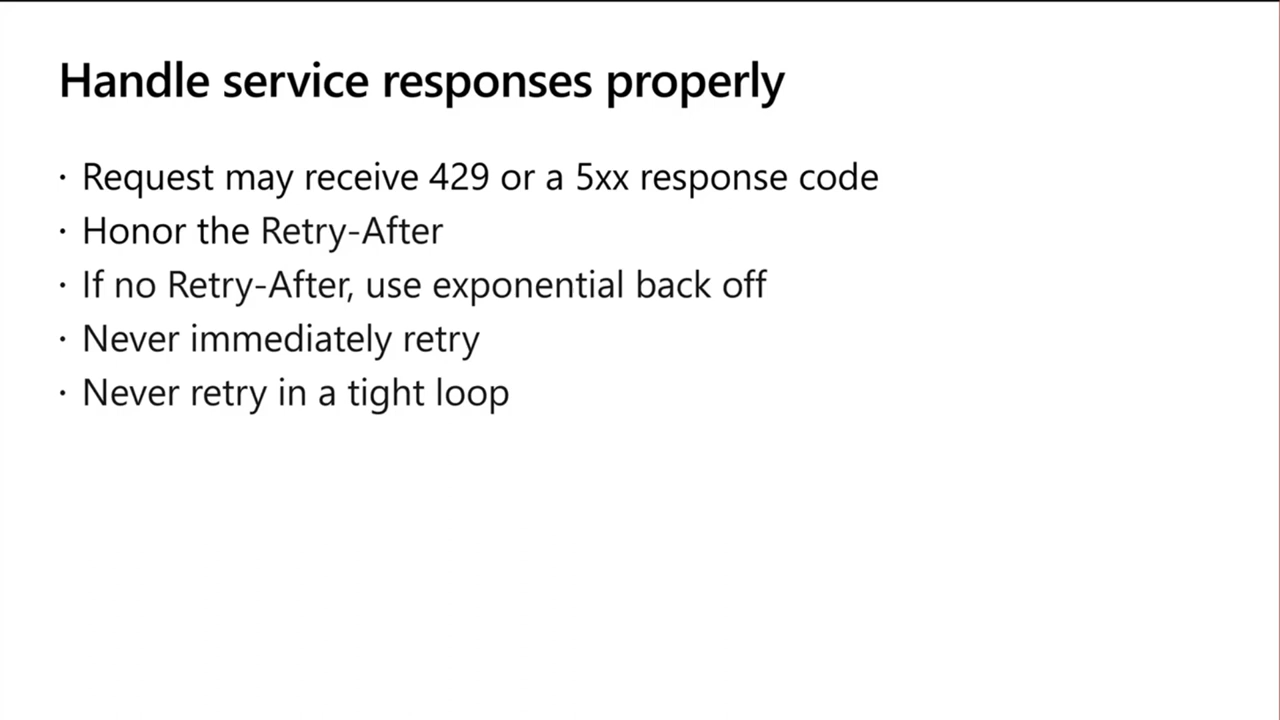 Handle service responses properly
· Request may receive 429 or a 5xx response code
· Honor the Retry-After
· If no Retry-After, use exponential back off
· Never immediately retry
· Never retry in a tight loop